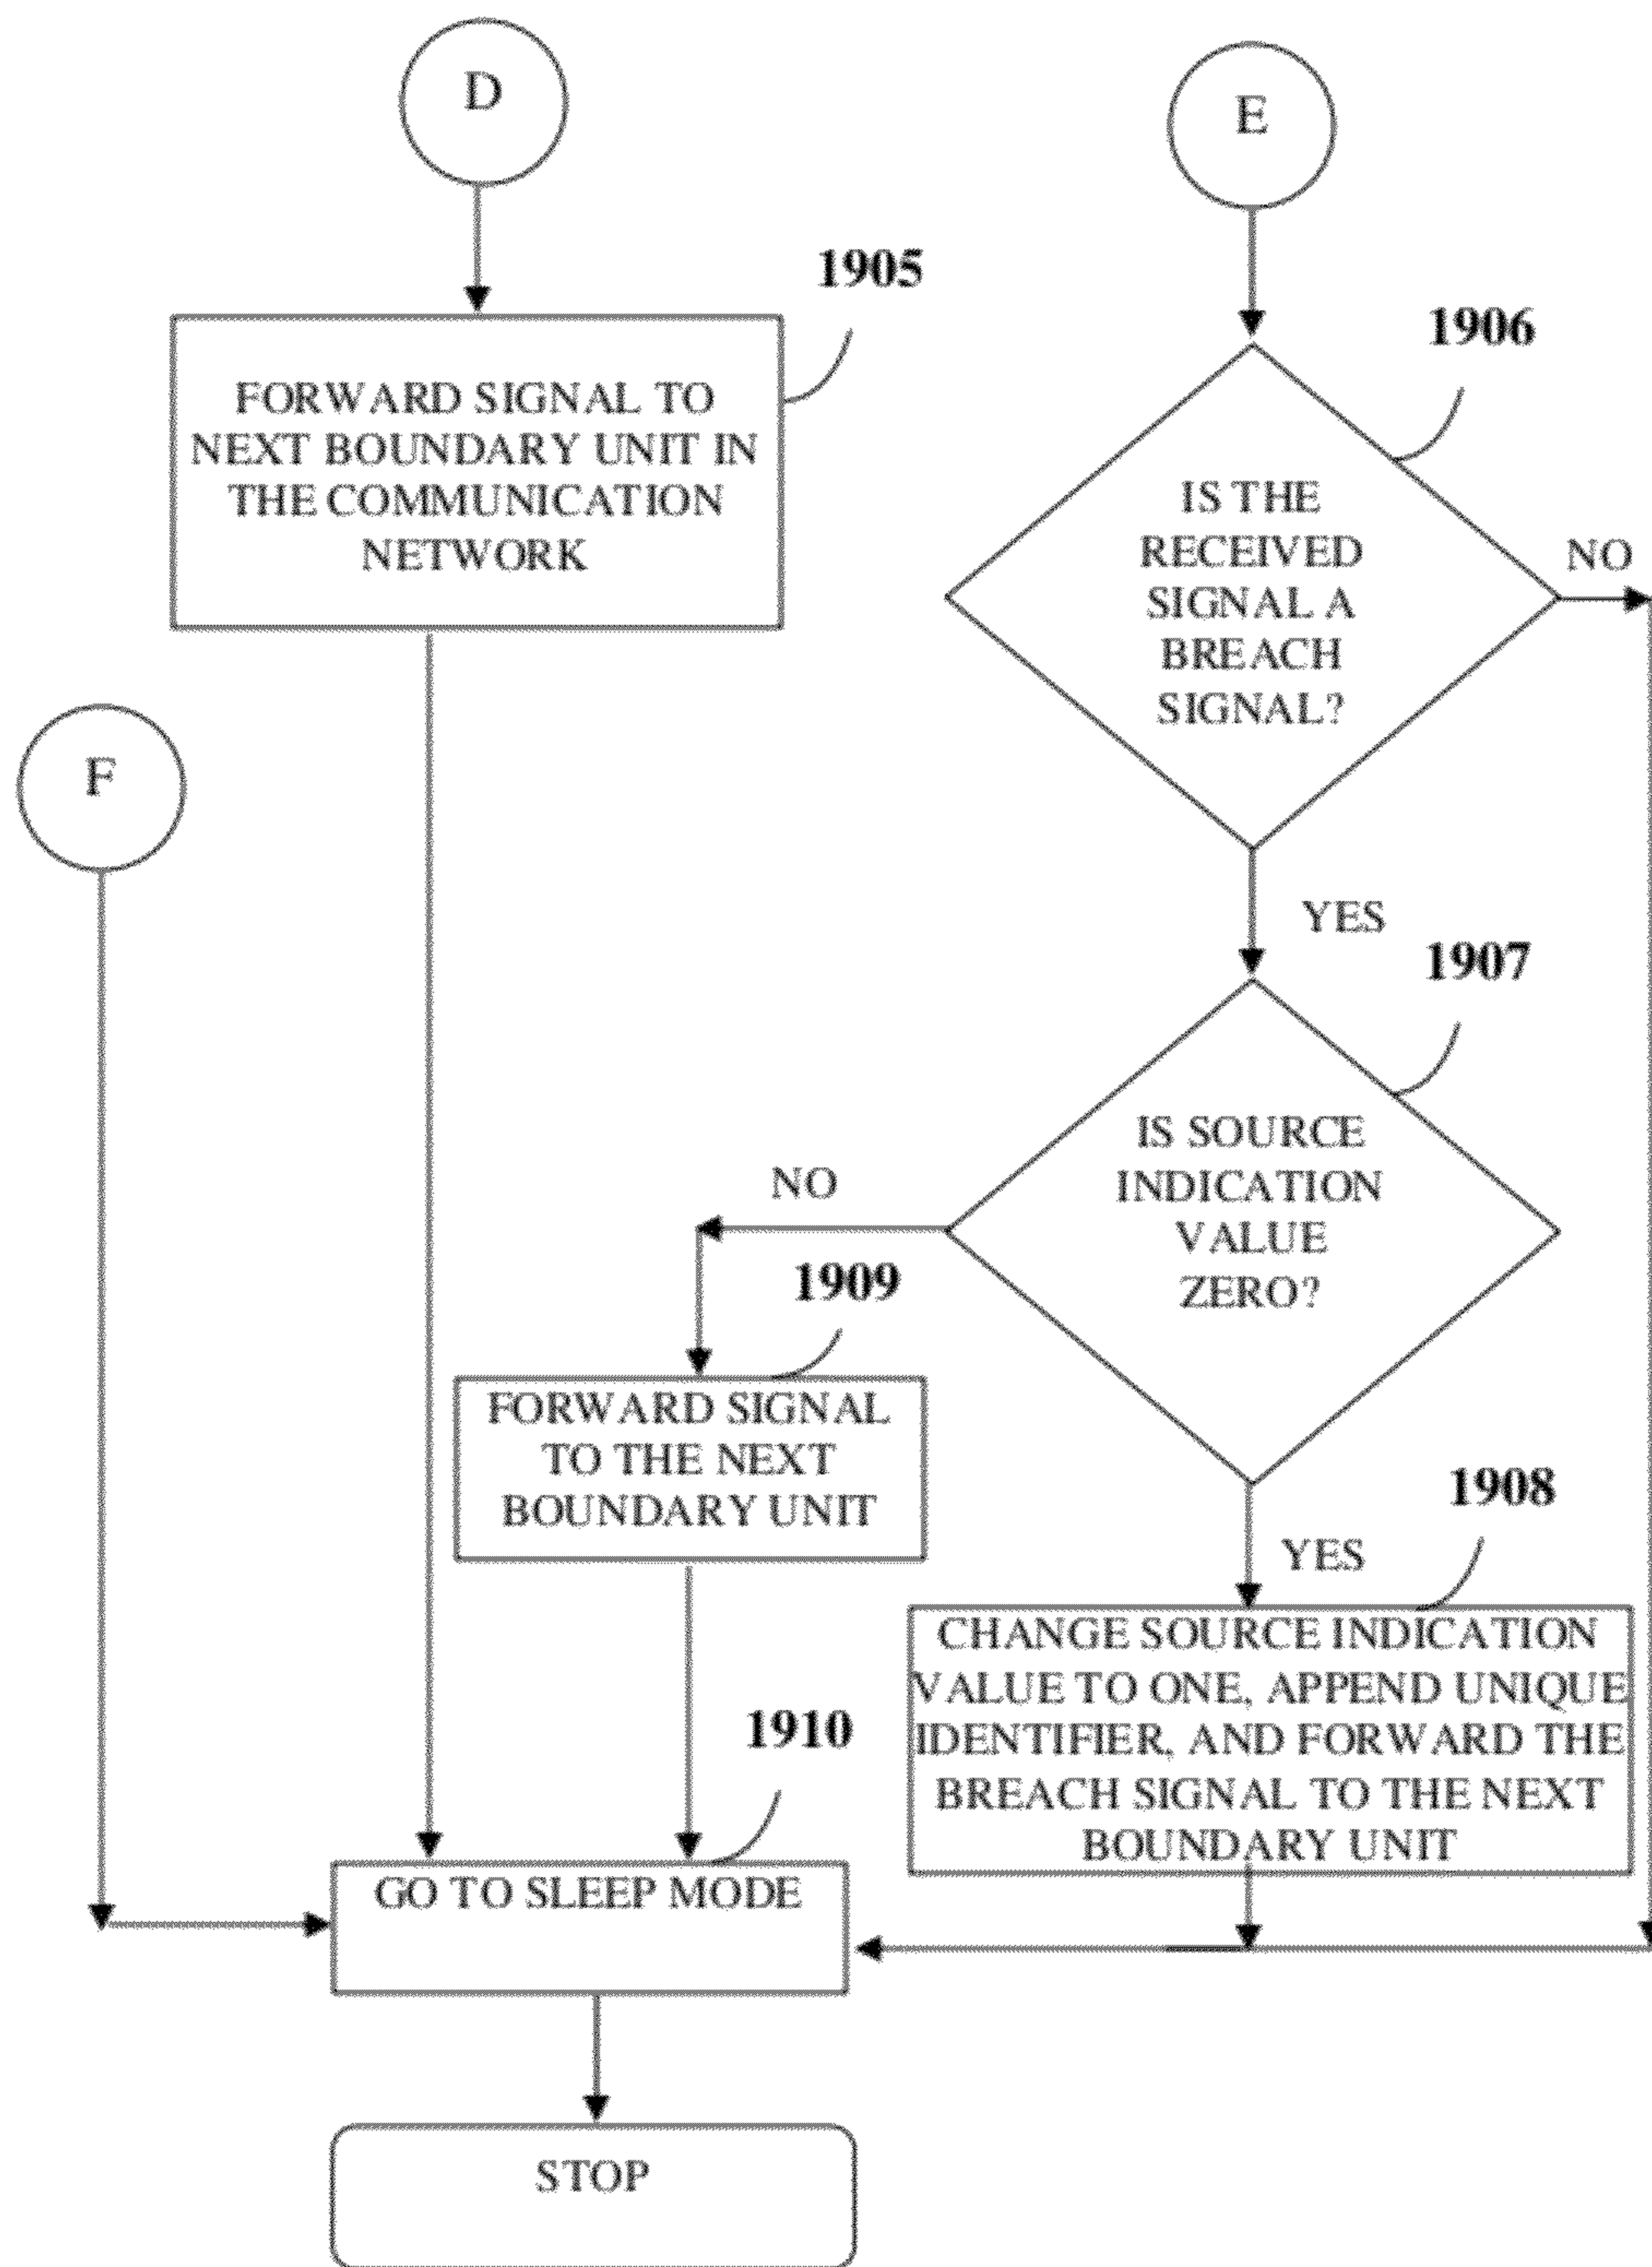 D
E
1905
1906
FORWARD SIGNAL TO
NEXT BOUNDARY UNIT IN
THE COMMUNICATION
NETWORK
IS THE
RECEIVED
SIGNAL A
BREACH
SIGNAL?
NO
F
YES
1907
IS SOURCE
INDICATION
VALUE
ZERO?
NO
1909
FORWARD SIGNAL
TO THE NEXT
BOUNDARY UNIT
1908
YES
CHANGE SOURCE INDICATION
VALUE TO ONE, APPEND UNIQUE
IDENTIFIER, AND FORWARD THE
BREACH SIGNAL TO THE NEXT
BOUNDARY UNIT
1910
GO TO SLEEP MODE
STOP